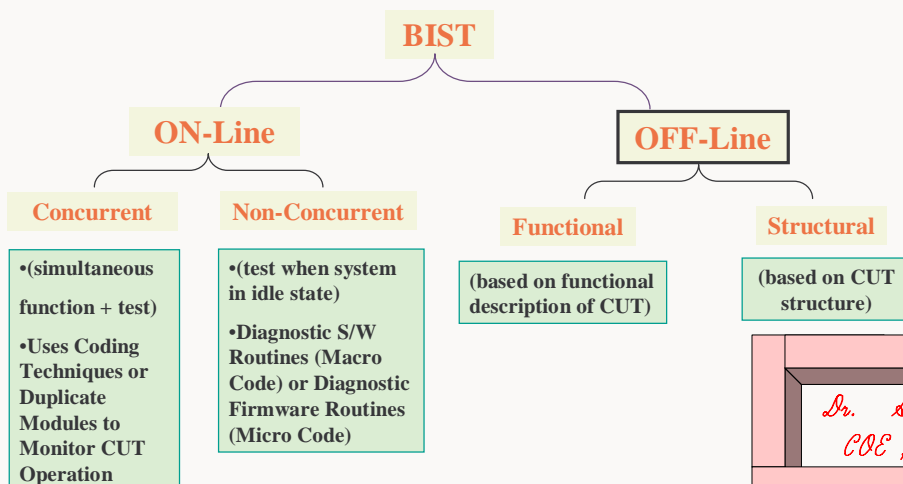 BIST
ON-Line
OFF-Line
Concurrent
Non-Concurrent
Functional
Structural
•(simultaneous
function + test)
•Uses Coding
Techniques or
Duplicate
Modules to
Monitor CUT
Operation
•(test when system
in idle state)
•Diagnostic S/W
Routines (Macro
Code) or Diagnostic
Firmware Routines
(Micro Code)
(based on functional
description of CUT)
(based on CUT
structure)
Dr.
COE,